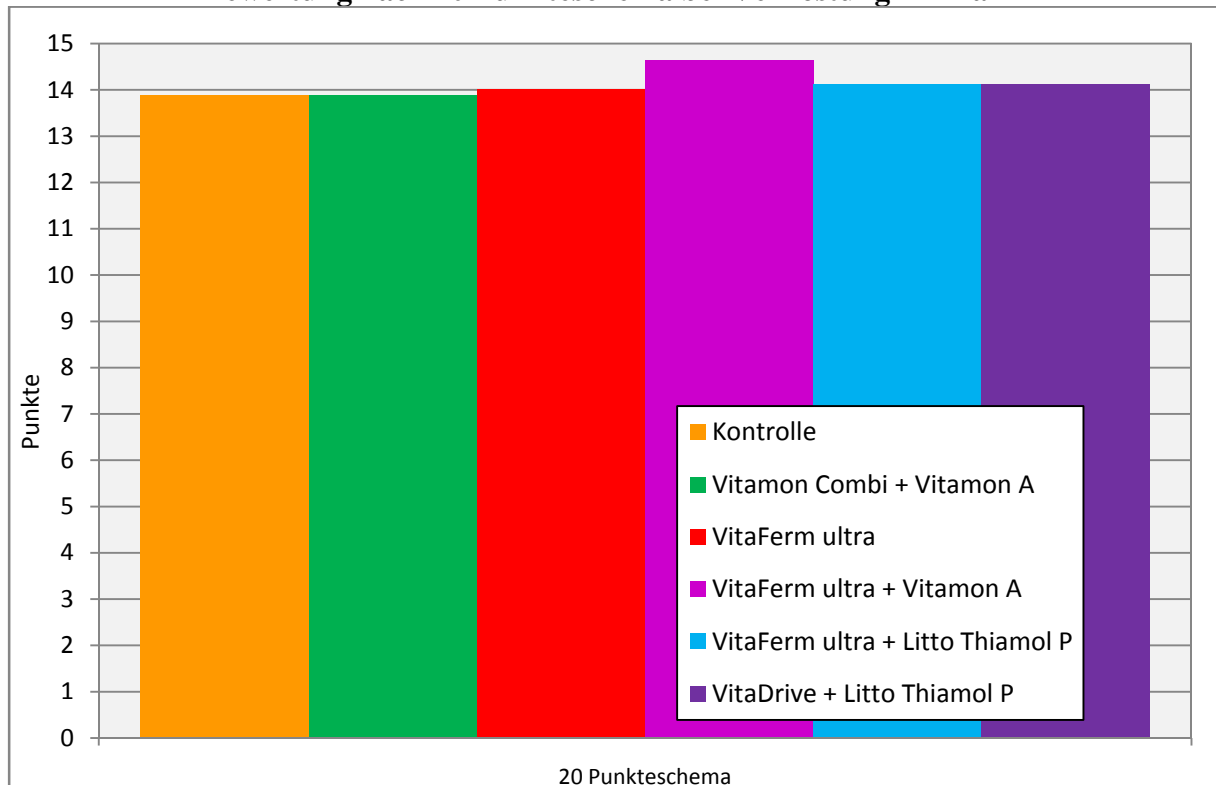 15
14
13
12
11
10
9
8
7
6
5
4
3
2
1
0
Punkte
Kontrolle
Vitamon Combi + Vitamon A
VitaFerm ultra
VitaFerm ultra + Vitamon A
VitaFerm ultra + Litto Thiamol P
VitaDrive + Litto Thiamol P
20 Punkteschema